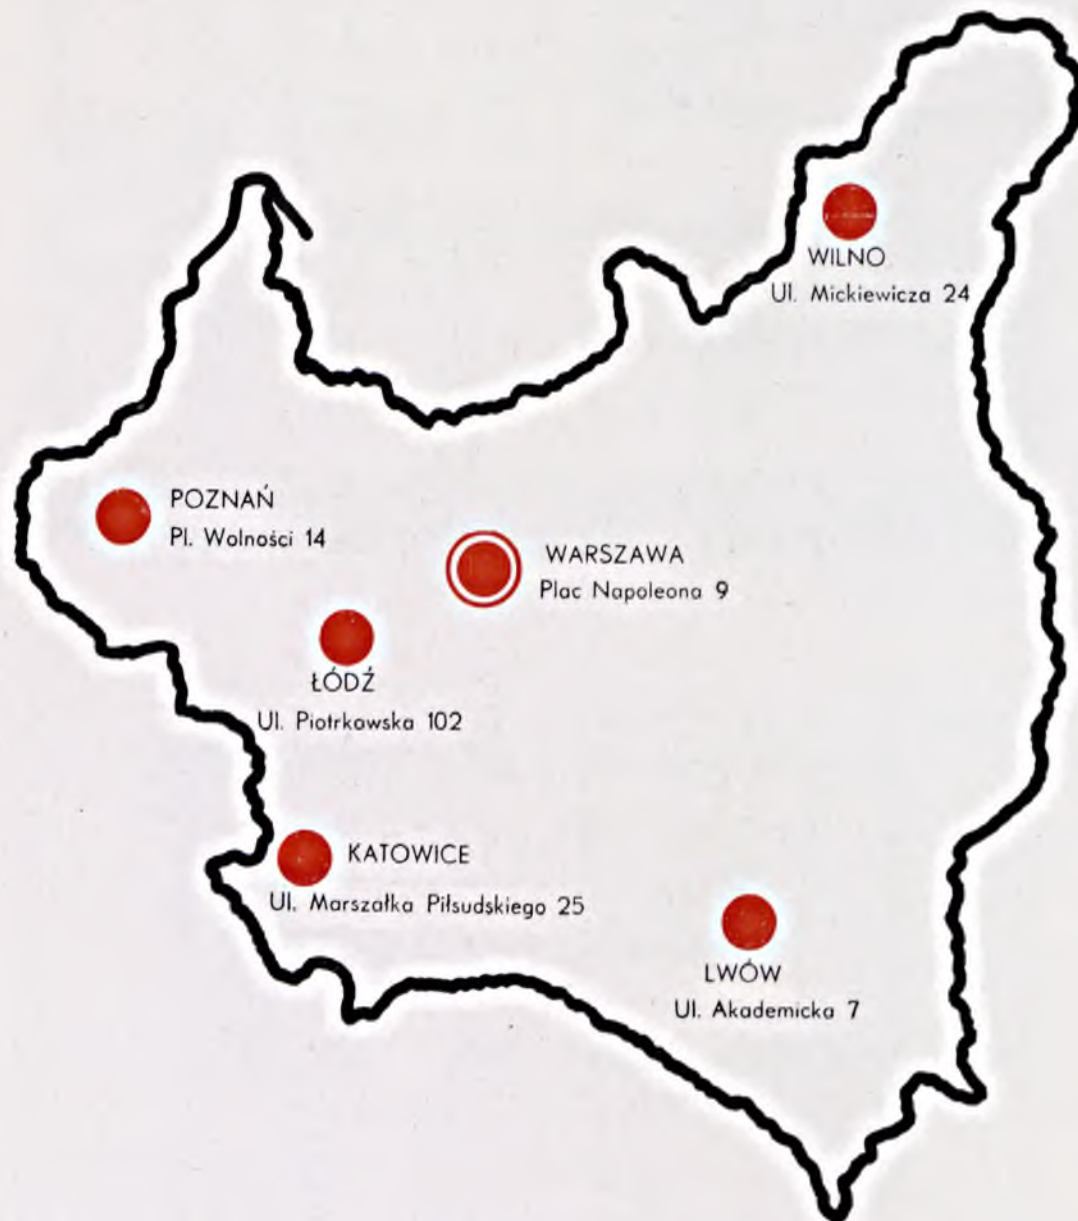 WILNO
Ul. Mickiewicza 24
POZNAŃ
Pl. Wolności 14
WARSZAWA
Plac Napoleona 9
ŁÓDŹ
Ul. Piotrkowska 102
KATOWICE
Ul. Marszałka Piłsudskiego 25
LWÓW
Ul. Akademicka 7